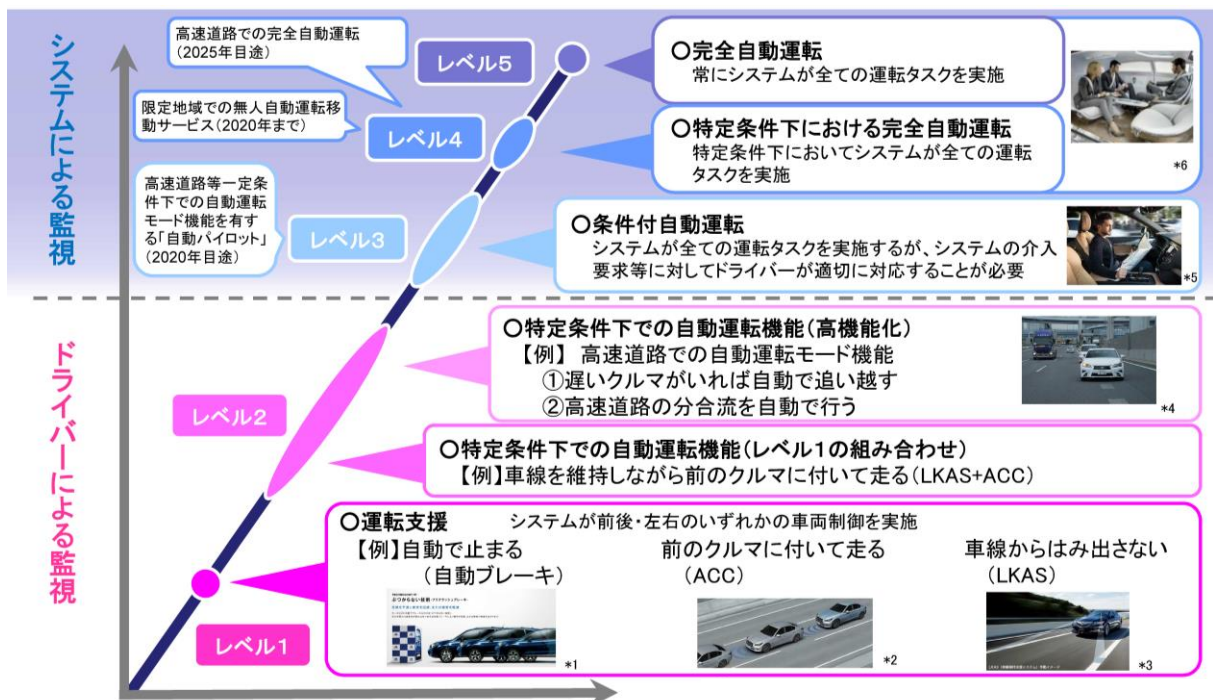 システムによる監視
ドライバーによる監視
高速道路での完全自動運転
(2025年目途)
限定地域での無人自動運転移
動サービス(2020年まで)
高速道路等一定条
件下での自動運転
モード機能を有す
る「自動パイロット」
(2020年目途)
レベル5
レベル4
レベル3
レベル2
レベル1
〇完全自動運転
常にシステムが全ての運転タスクを実施
〇特定条件下における完全自動運転
特定条件下においてシステムが全ての運転
タスクを実施
*6
〇条件付自動運転
システムが全ての運転タスクを実施するが、システムの介入
要求等に対してドライバーが適切に対応することが必要
*5
〇特定条件下での自動運転機能(高機能化)
【例】 高速道路での自動運転モード機能
①遅いクルマがいれば自動で追い越す
②高速道路の分合流を自動で行う
*4
〇特定条件下での自動運転機能(レベル1の組み合わせ)
【例】車線を維持しながら前のクルマに付いて走る(LKAS+ACC)
〇運転支援 システムが前後・左右のいずれかの車両制御を実施
【例】自動で止まる
(自動ブレーキ)
前のクルマに付いて走る
(ACC)
車線からはみ出さない
(LKAS)
*1
*2
*3